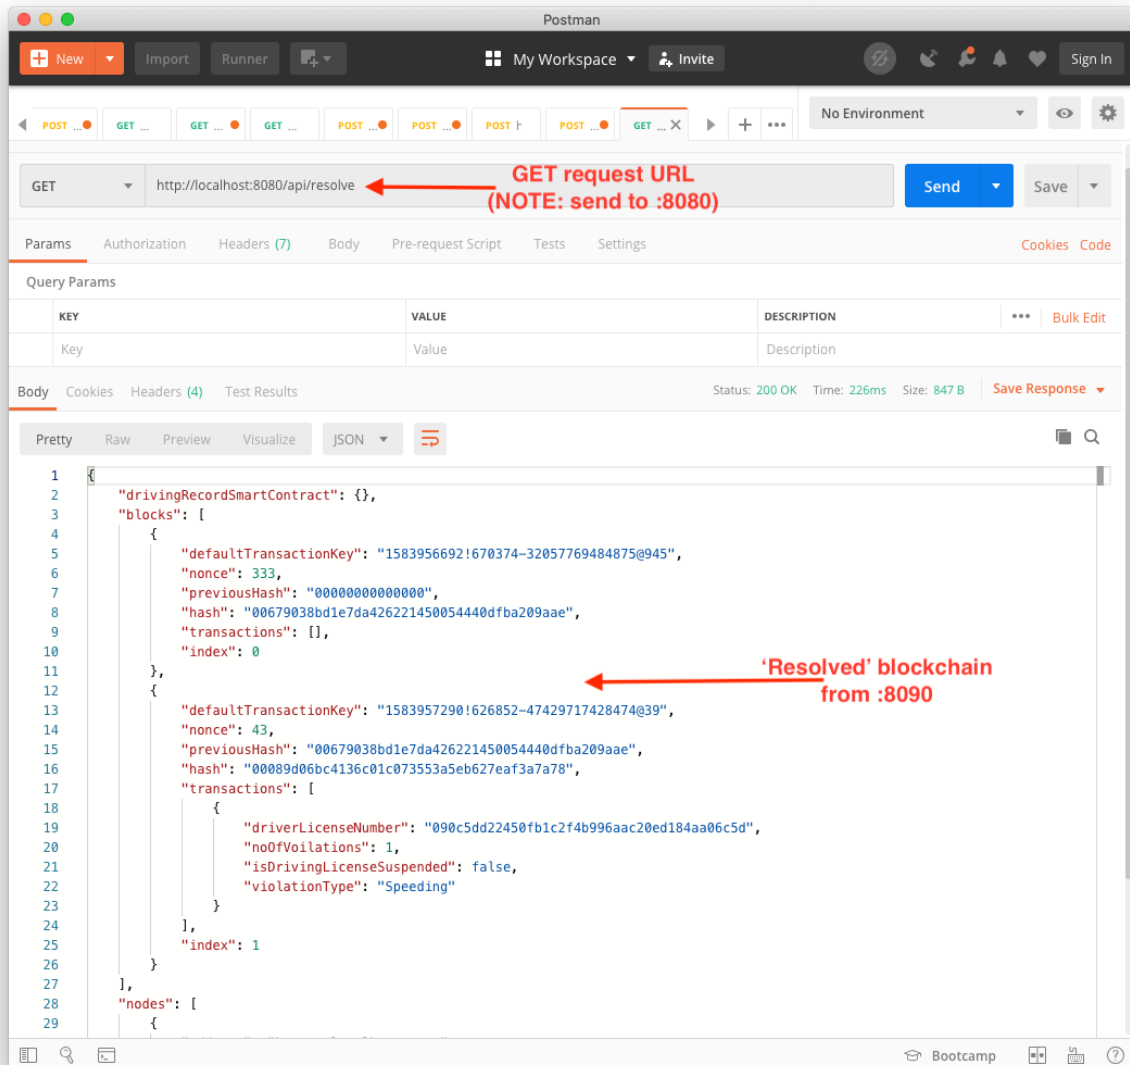 Postman
New Import Runner My Workspace Invite Sign In
POST ... GET ... GET ... GET ... POST ... POST ... POST POST ... GET ... No Environment
GET http://localhost:8080/api/resolve Send Save
GET request URL
(NOTE: send to :8080)
Params Authorization Headers (7) Body Pre-request Script Tests Settings Cookies Code
Query Params
KEY VALUE DESCRIPTION ••• Bulk Edit
Key Value Description
Body Cookies Headers (4) Test Results Status: 200 OK Time: 226ms Size: 847 B Save Response
Pretty Raw Preview Visualize JSON
1 {
2 "drivingRecordSmartContract": {},
3 "blocks": [
4 {
5 "defaultTransactionKey": "1583956692!670374-32057769484875@945",
6 "nonce": 333,
7 "previousHash": "00000000000000",
8 "hash": "00679038bd1e7da426221450054440dfba209aae",
9 "transactions": [],
10 "index": 0
11 },
‘Resolved’ blockchain
from :8090
12 {
13 "defaultTransactionKey": "1583957290!626852-47429717428474@39",
14 "nonce": 43,
15 "previousHash": "00679038bd1e7da426221450054440dfba209aae",
16 "hash": "00089d06bc4136c01c073553a5eb627eaf3a7a78",
17 "transactions": [
18 {
19 "driverLicenseNumber": "090c5dd22450fb1c2f4b996aac20ed184aa06c5d",
20 "noOfVoilations": 1,
21 "isDrivingLicenseSuspended": false,
22 "violationType": "Speeding"
23 }
24 ],
25 "index": 1
26 }
27 ],
28 "nodes": [
29 {
Bootcamp